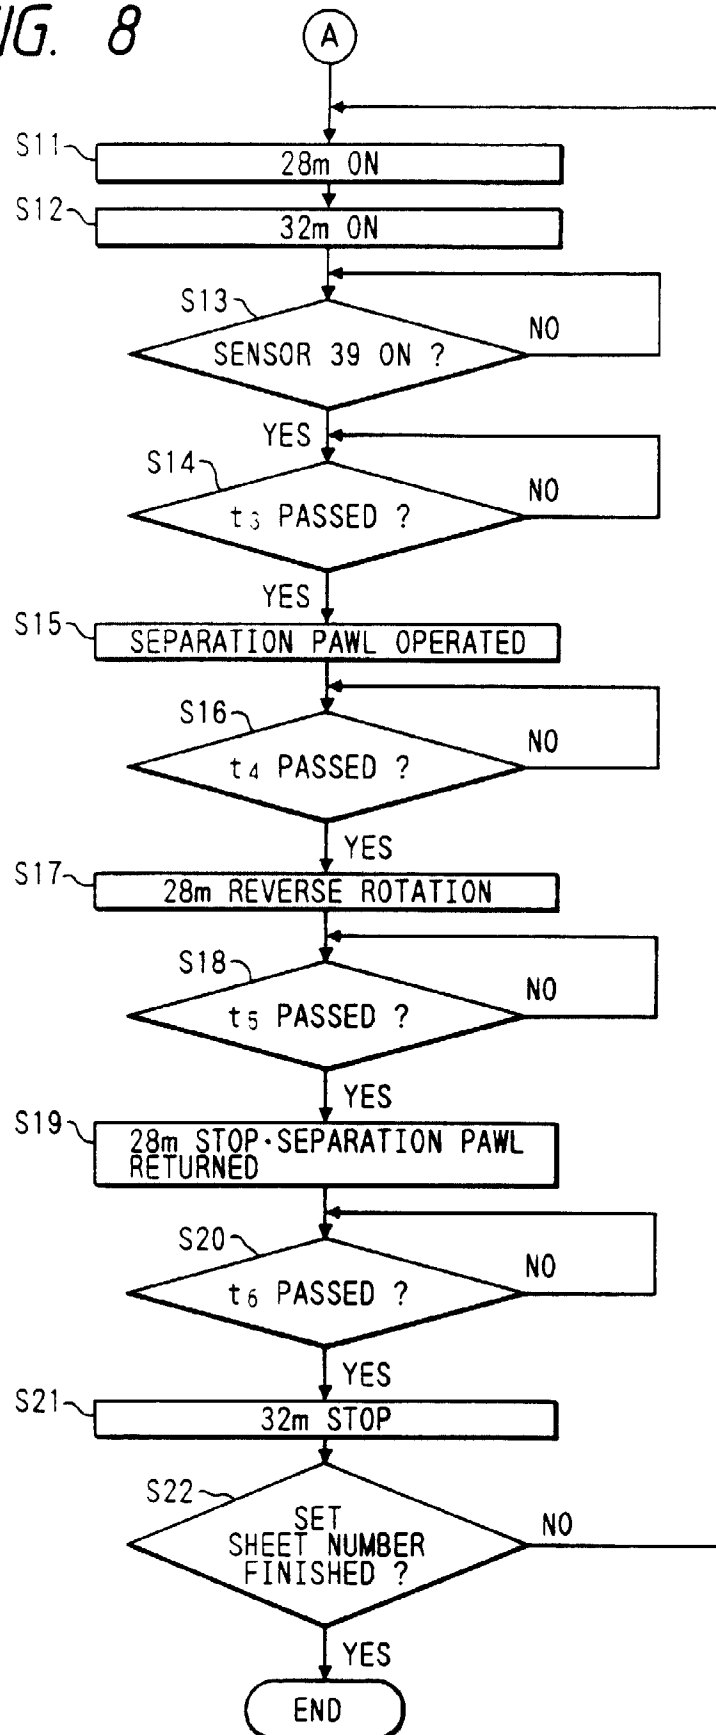 FIG. 8
A
S11
28m ON
S12
32m ON
S13
SENSOR 39 ON ?
NO
YES
S14
t3 PASSED ?
NO
YES
S15
SEPARATION PAWL OPERATED
S16
t4 PASSED ?
NO
YES
S17
28m REVERSE ROTATION
S18
t5 PASSED ?
NO
YES
S19
28m STOP·SEPARATION PAWL
RETURNED
S20
t6 PASSED ?
NO
YES
S21
32m STOP
S22
SET
SHEET NUMBER
FINISHED ?
NO
YES
END